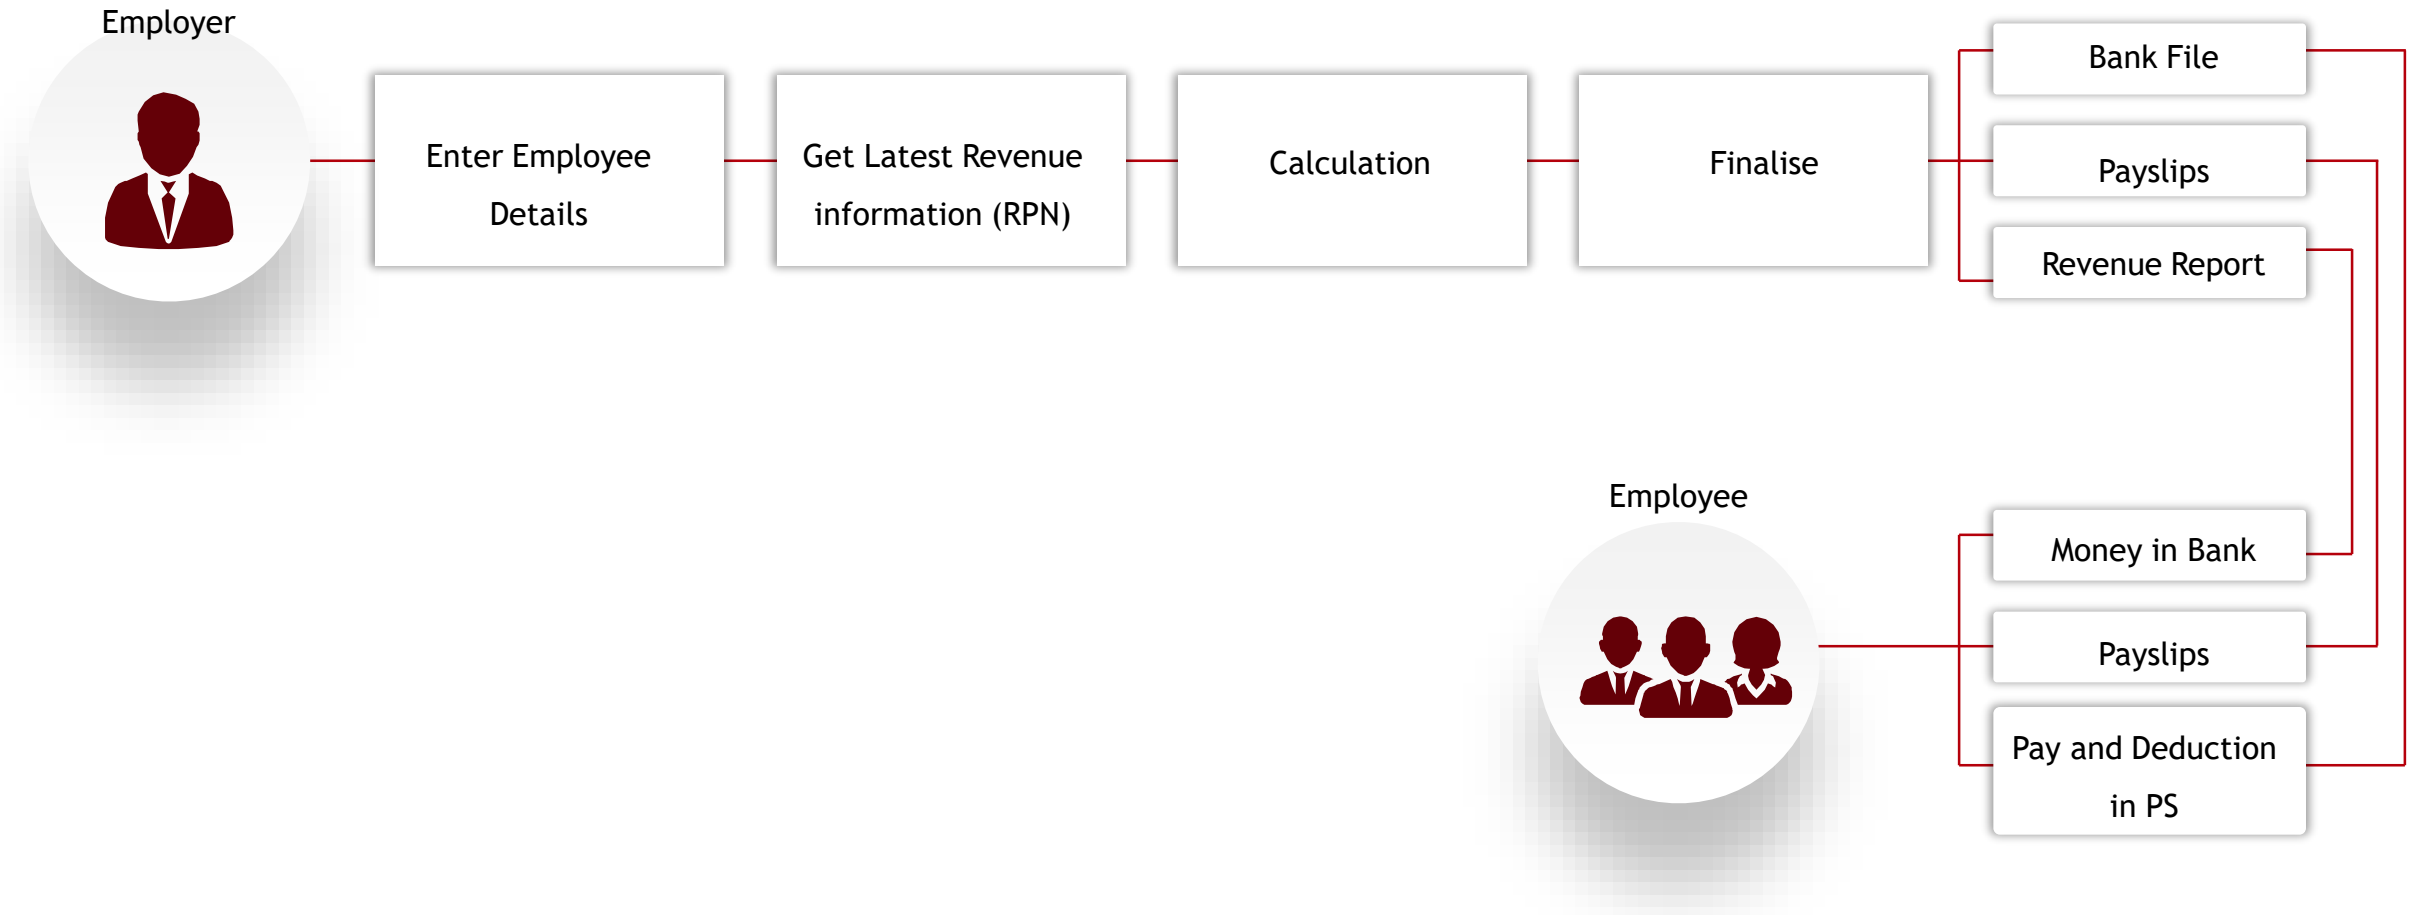 Employer
Enter Employee
Details
Get Latest Revenue
information (RPN)
Calculation
Finalise
Bank File
Payslips
Revenue Report
Employee
Money in Bank
Payslips
Pay and Deduction
in PS